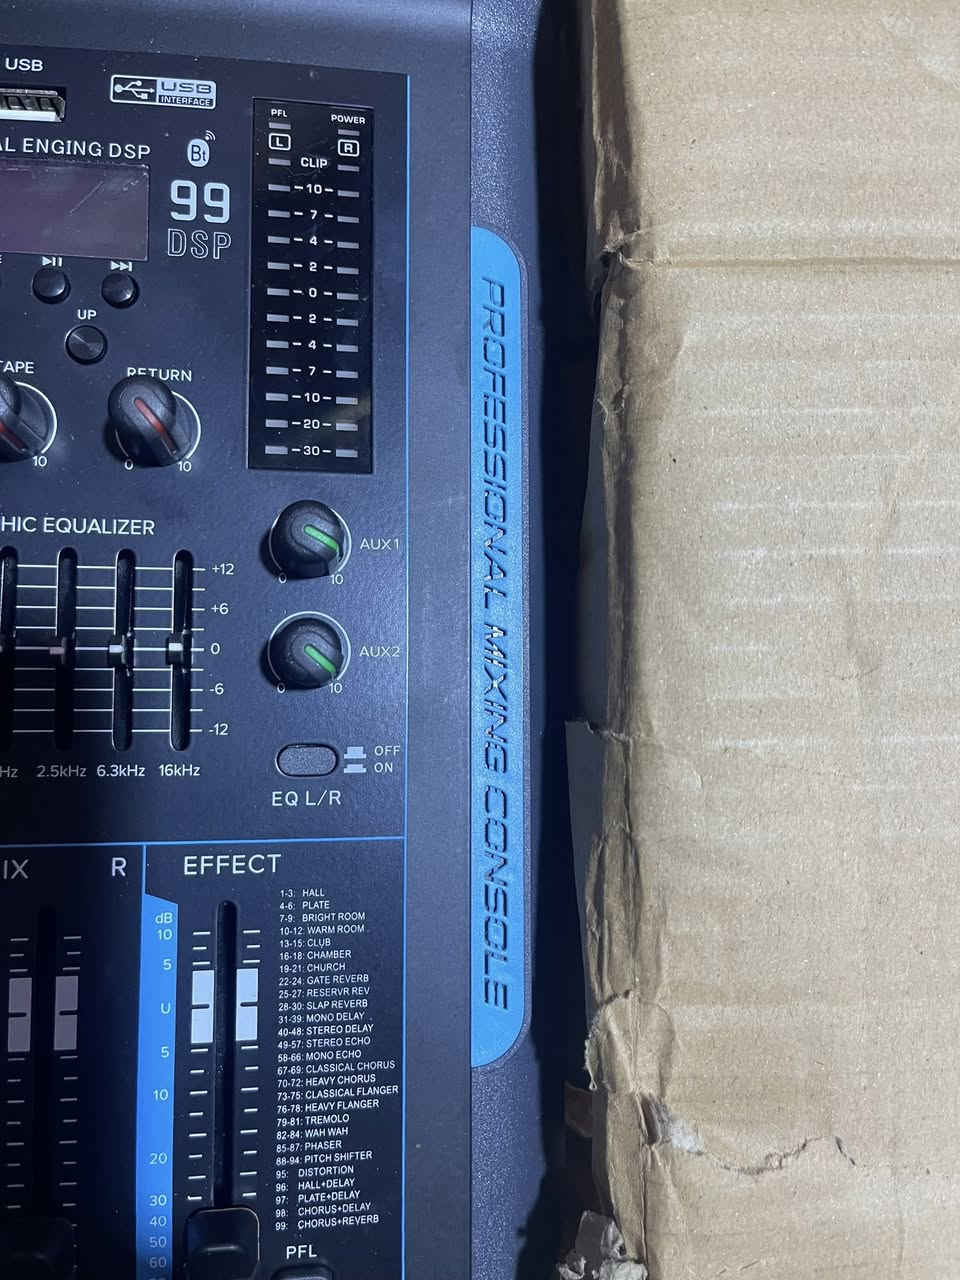 USB
USB
INTERFACE
AL ENGING DSP
Bt
99
DSP
PFL
POWER
L
R
CLIP
10
7
4
2
0
2
4
7
10
20
30
UP
TAPE
RETURN
10
0
10
HIC EQUALIZER
+12
+6
0
-6
-12
Hz
2.5kHz
6.3kHz
16kHz
AUX1
0
10
AUX2
0
10
OFF
ON
EQ L/R
PROFESSIONAL MIXING CONSOLE
IX
R
EFFECT
dB
10
5
U
5
10
20
30
40
50
60
1-3: HALL
4-6: PLATE
7-9: BRIGHT ROOM
10-12: WARM ROOM
13-15: CLUB
16-18: CHAMBER
19-21: CHURCH
22-24: GATE REVERB
25-27: RESERVR REV
28-30: SLAP REVERB
31-39: MONO DELAY
40-48: STEREO DELAY
49-57: STEREO ECHO
58-66: MONO ECHO
67-69: CLASSICAL CHORUS
70-72: HEAVY CHORUS
73-75: CLASSICAL FLANGER
76-78: HEAVY FLANGER
79-81: TREMOLO
82-84: WAH WAH
85-87: PHASER
88-94: PITCH SHIFTER
95: DISTORTION
96: HALL+DELAY
97: PLATE+DELAY
98: CHORUS+DELAY
99: CHORUS+REVERB
PFL